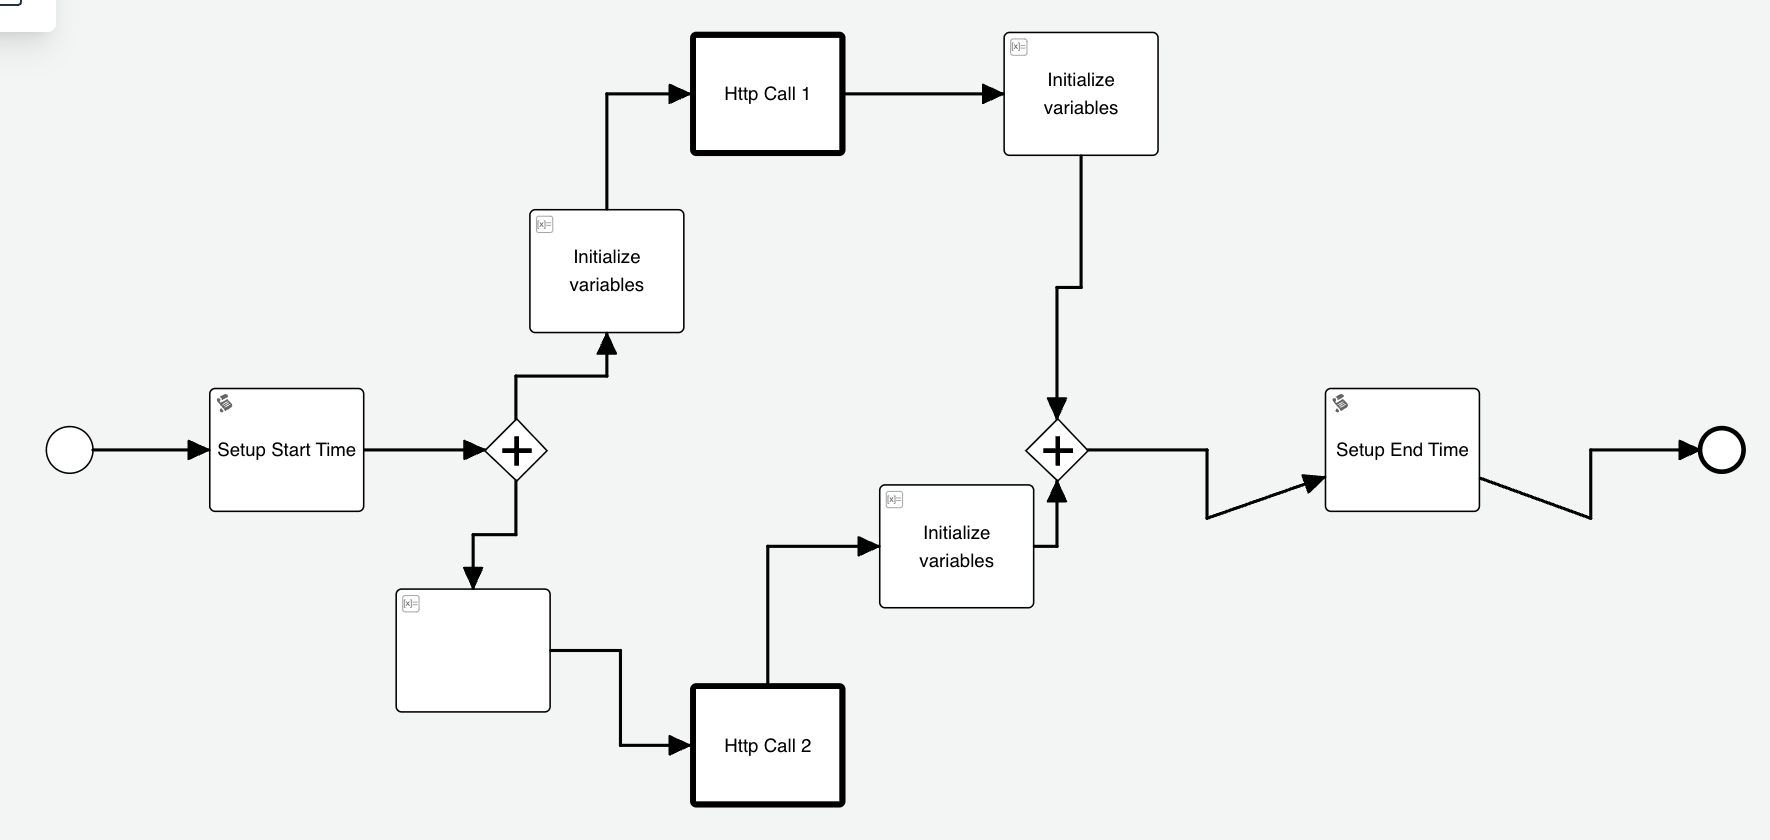 Http Call 1
Initialize
variables
Initialize
variables
Setup Start Time
Setup End Time
Initialize
variables
Http Call 2